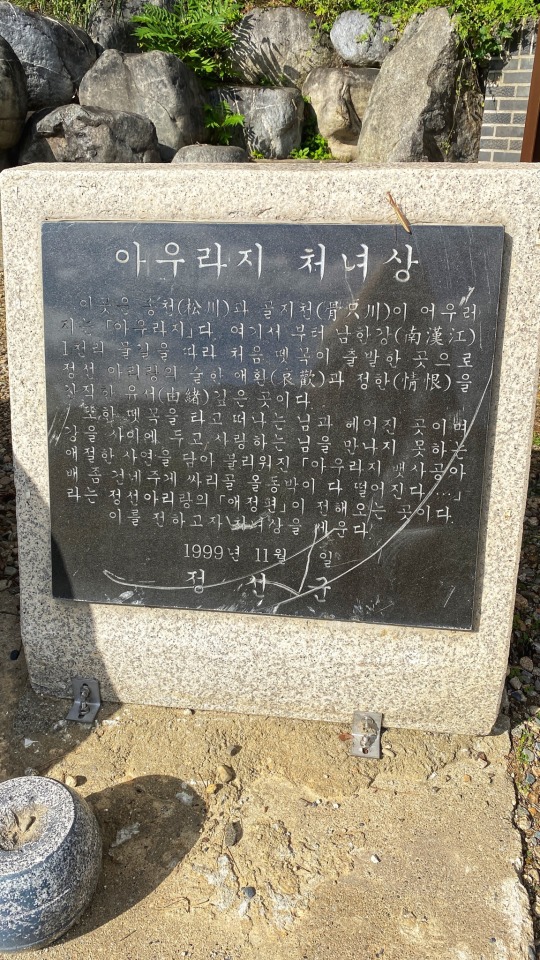 아우라지 처녀상
이곳은 송천(松川)과 골지천(骨只川)이 어우러
지는 「아우라지」다. 여기서 부터 남한강(南漢江)
1천리 물길을 따라 처음 뗏목이 출발한 곳으로
정선 아리랑의 숱한 애환(哀歡)과 정한(情恨)을
간직한 유서(由緖)깊은 곳이다
또한 뗏목을 타고 떠나는 님과 헤어진 곳이며
강을 사이에 두고 사랑하는 님을 만나지 못하는
애절한 사연을 담아 불리워진 「아우라지 뱃사공아
배 좀 건네주게 싸리골 올동박이 다 떨어진다…」
라는 정선아리랑의 「애정편」이 전해오는 곳이다.
이를 전하고자 처녀상을 세운다.
1999년 11월 일
정 선 군